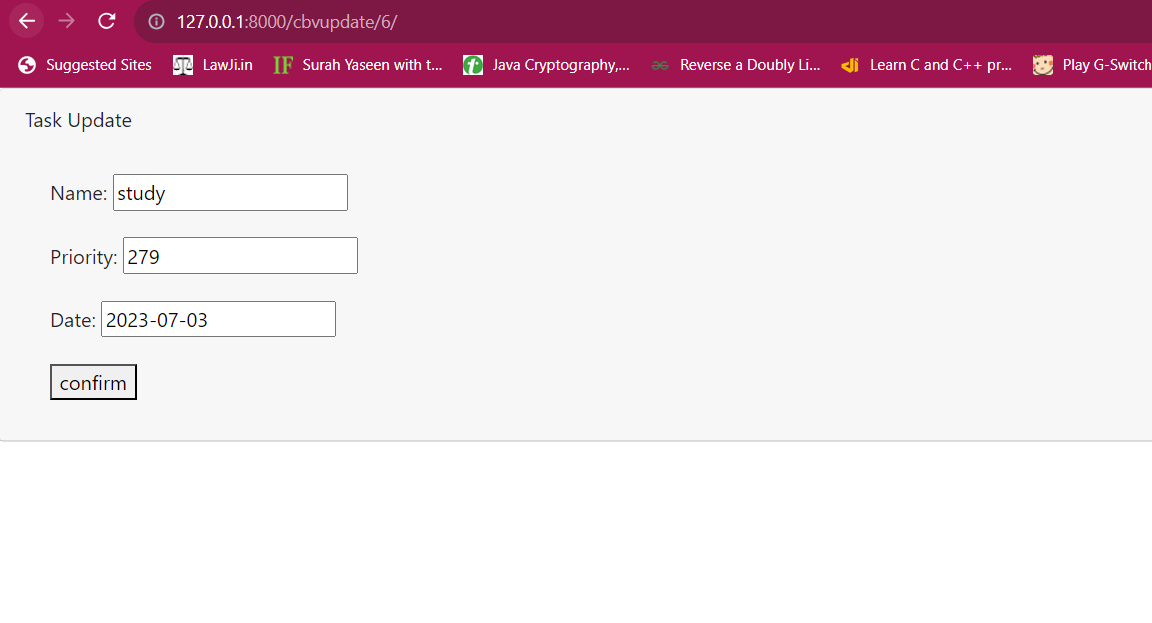 127.0.0.1:8000/cbvupdate/6/
Suggested Sites LawJi.in IF Surah Yaseen with t... Java Cryptography,... Reverse a Doubly Li... Learn C and C++ pr... Play G-Switch
Task Update
Name: study
Priority: 279
Date: 2023-07-03
confirm